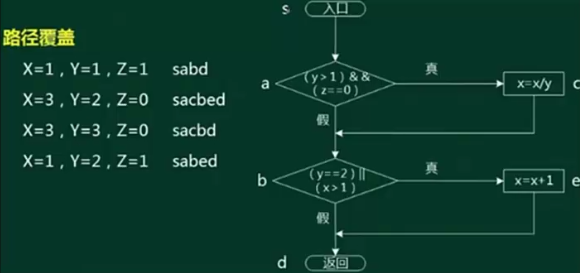 路径覆盖
X=1，Y=1，Z=1 sabd
X=3，Y=2，Z=0 sacbed
X=3，Y=3，Z=0 sacbd
X=1，Y=2，Z=1 sabed
s
入口
a
(y>1)&&
(z==0)
真
x=x/y
c
假
b
(y==2)||
(x>1)
真
x=x+1
e
假
d
返回